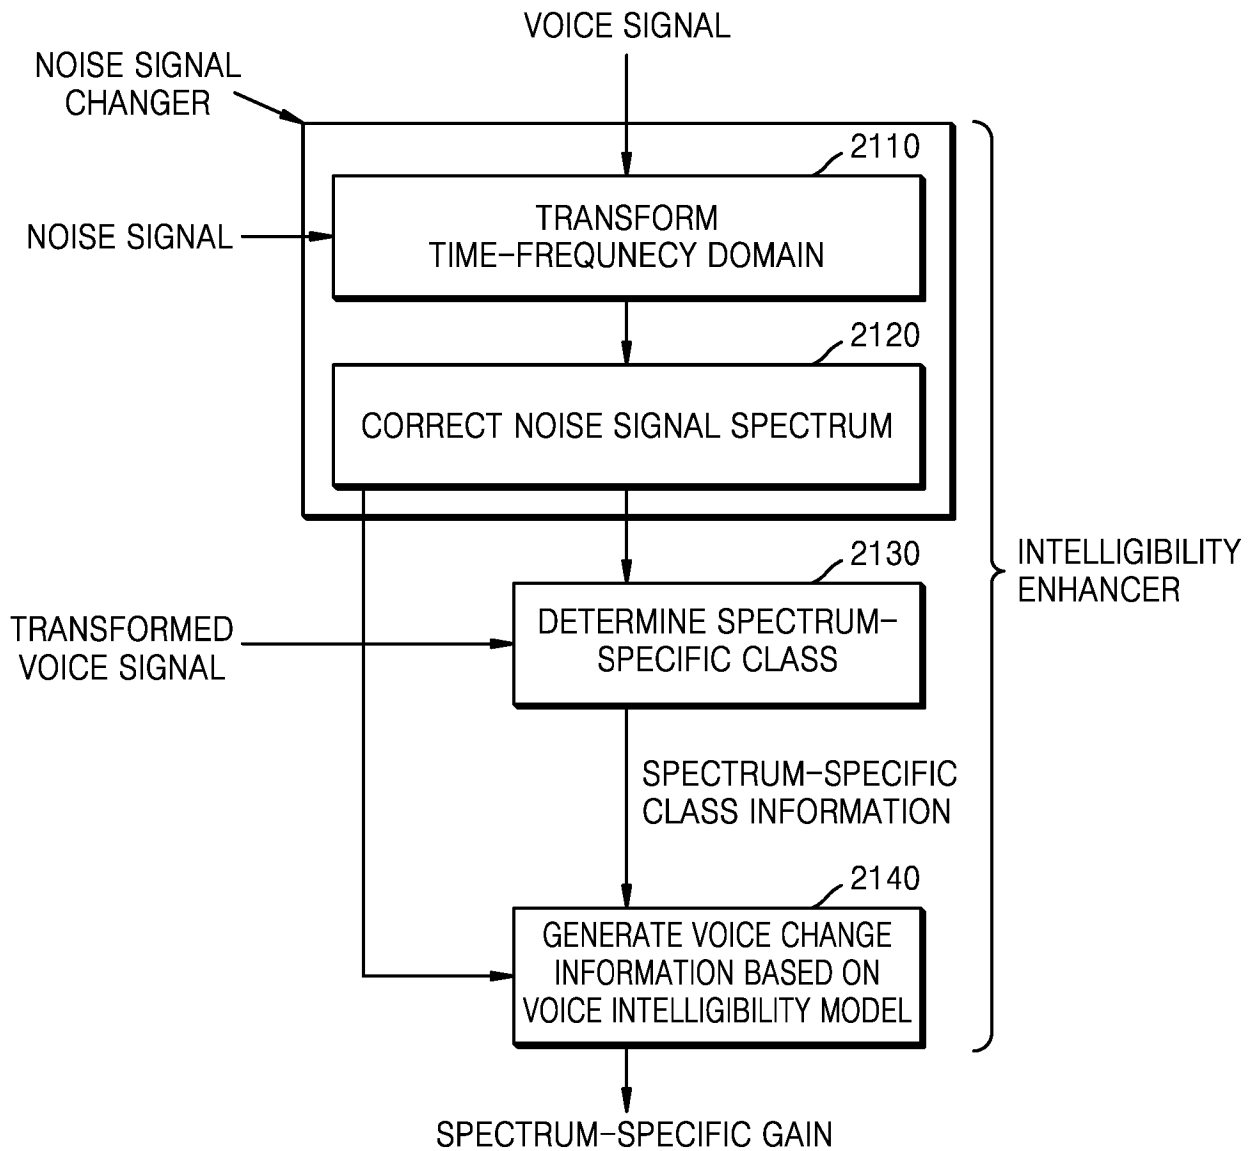 VOICE SIGNAL
NOISE SIGNAL
CHANGER
2110
TRANSFORM
TIME-FREQUNECY DOMAIN
NOISE SIGNAL
2120
CORRECT NOISE SIGNAL SPECTRUM
INTELLIGIBILITY
ENHANCER
2130
DETERMINE SPECTRUM-
SPECIFIC CLASS
TRANSFORMED
VOICE SIGNAL
SPECTRUM-SPECIFIC
CLASS INFORMATION
2140
GENERATE VOICE CHANGE
INFORMATION BASED ON
VOICE INTELLIGIBILITY MODEL
SPECTRUM-SPECIFIC GAIN